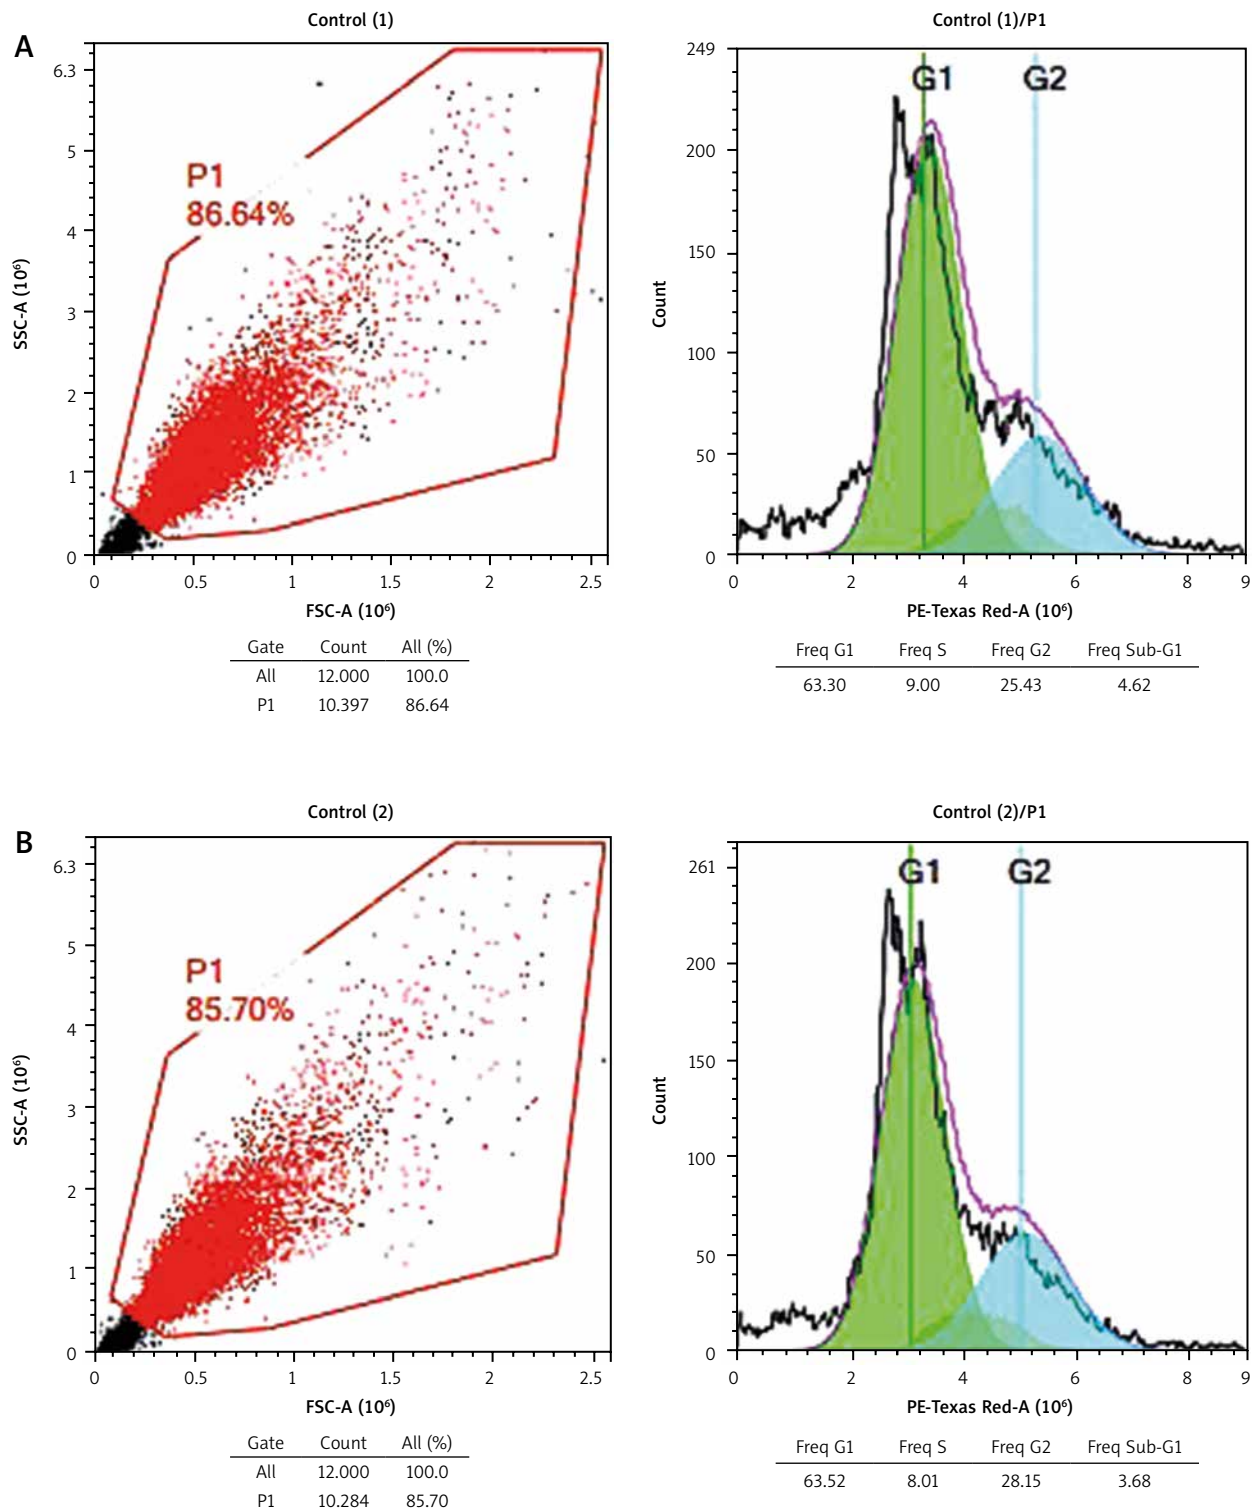 A
Control (1)
P1
86.64%
SSC-A (10⁶)
6.3
5
4
3
2
1
0
0 0.5 1 1.5 2 2.5
FSC-A (10⁶)
Gate Count All (%)
All 12.000 100.0
P1 10.397 86.64
Control (1)/P1
G1 G2
Count
249
200
150
100
50
0
0 2 4 6 8 9
PE-Texas Red-A (10⁶)
Freq G1 Freq S Freq G2 Freq Sub-G1
63.30 9.00 25.43 4.62
B
Control (2)
P1
85.70%
SSC-A (10⁶)
6.3
5
4
3
2
1
0
0 0.5 1 1.5 2 2.5
FSC-A (10⁶)
Gate Count All (%)
All 12.000 100.0
P1 10.284 85.70
Control (2)/P1
G1 G2
Count
261
200
150
100
50
0
0 2 4 6 8 9
PE-Texas Red-A (10⁶)
Freq G1 Freq S Freq G2 Freq Sub-G1
63.52 8.01 28.15 3.68